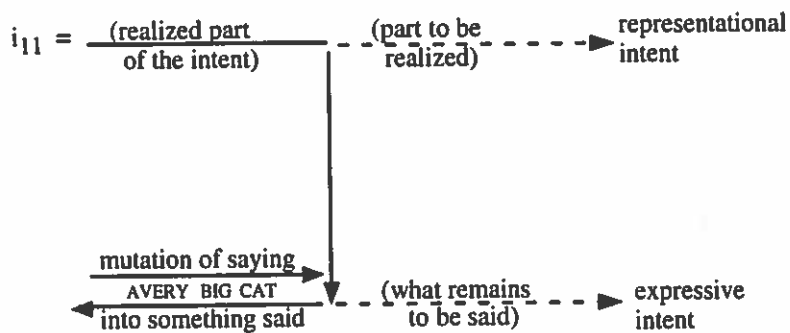 i11 = (realized part (part to be representational
of the intent) realized) intent
mutation of saying
AVERY BIG CAT (what remains expressive
into something said to be said) intent